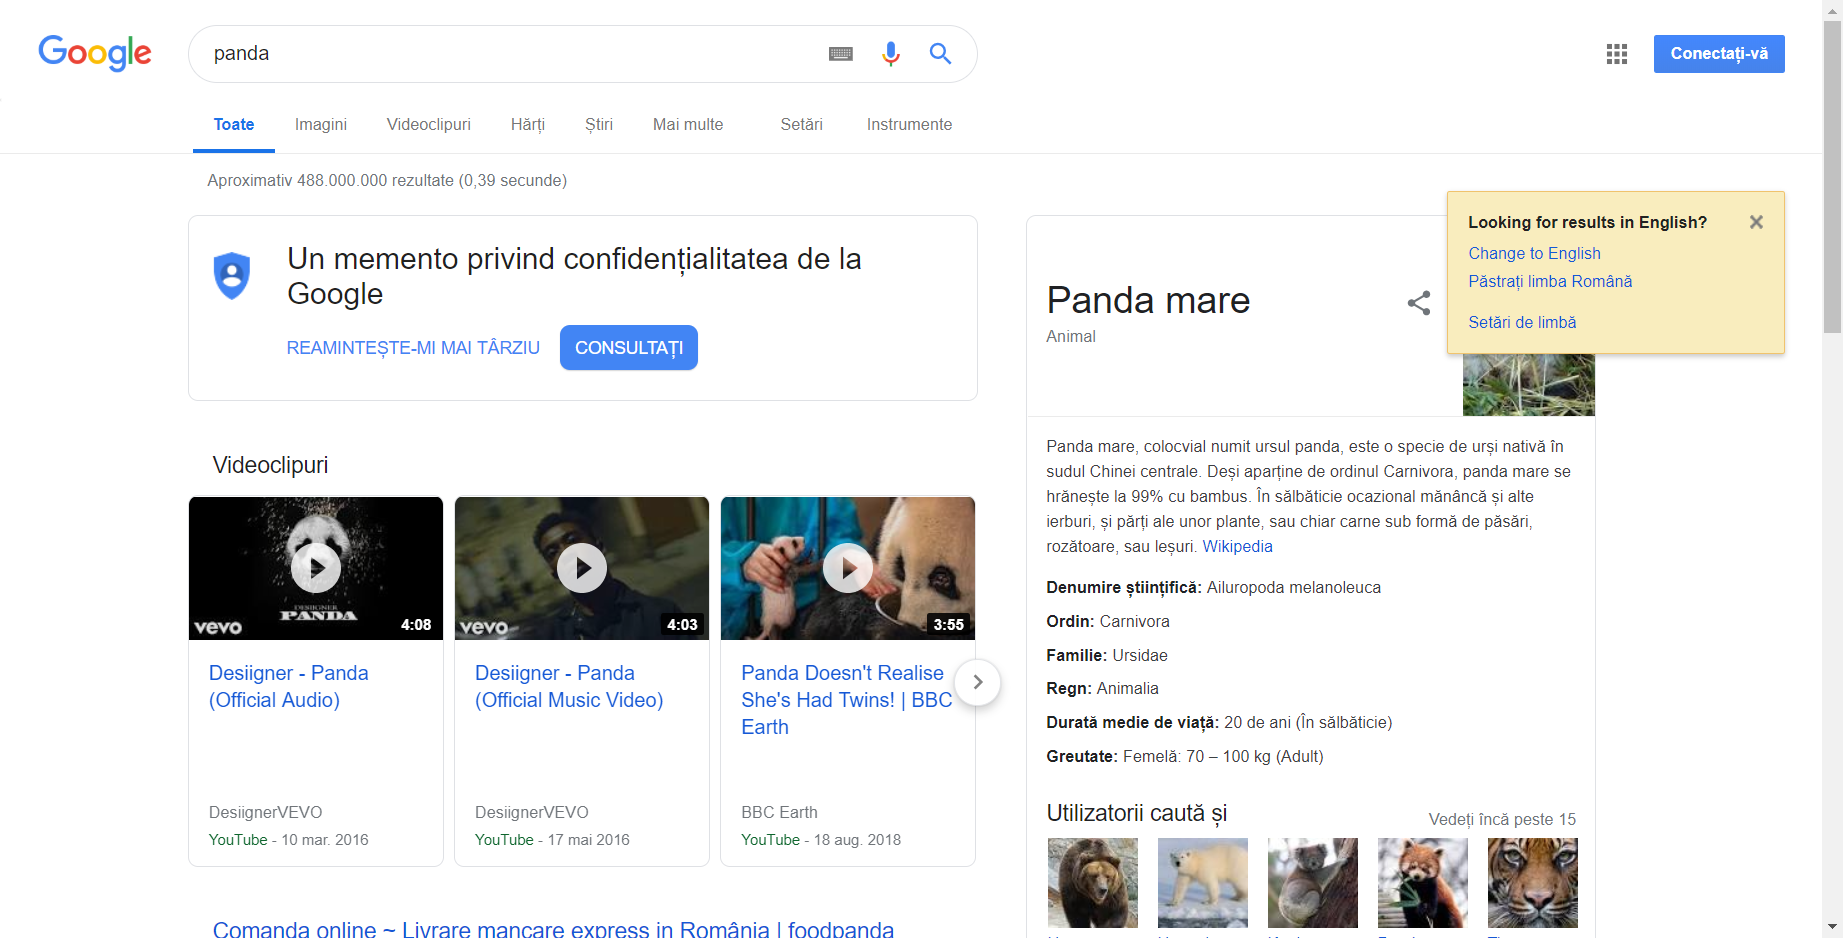 Google
panda
Conectați-vă
Toate
Imagini
Videoclipuri
Hărți
Știri
Mai multe
Setări
Instrumente
Aproximativ 488.000.000 rezultate (0,39 secunde)
Un memento privind confidențialitatea de la
Google
REAMINTEȘTE-MI MAI TÂRZIU
CONSULTAȚI
Videoclipuri
DESIIGNER
PANDA
vevo
4:08
Desiigner - Panda
(Official Audio)
DesiignerVEVO
YouTube - 10 mar. 2016
vevo
4:03
Desiigner - Panda
(Official Music Video)
DesiignerVEVO
YouTube - 17 mai 2016
3:55
Panda Doesn't Realise
She's Had Twins! | BBC
Earth
BBC Earth
YouTube - 18 aug. 2018
Comanda online ~ Livrare mancare express in România | foodpanda
Looking for results in English?
Change to English
Păstrați limba Română
Setări de limbă
Panda mare
Animal
Panda mare, colocvial numit ursul panda, este o specie de urși nativă în
sudul Chinei centrale. Deși aparține de ordinul Carnivora, panda mare se
hrănește la 99% cu bambus. În sălbăticie ocazional mănâncă și alte
ierburi, și părți ale unor plante, sau chiar carne sub formă de păsări,
rozătoare, sau leșuri. Wikipedia
Denumire științifică: Ailuropoda melanoleuca
Ordin: Carnivora
Familie: Ursidae
Regn: Animalia
Durată medie de viață: 20 de ani (În sălbăticie)
Greutate: Femelă: 70 – 100 kg (Adult)
Utilizatorii caută și
Vedeți încă peste 15